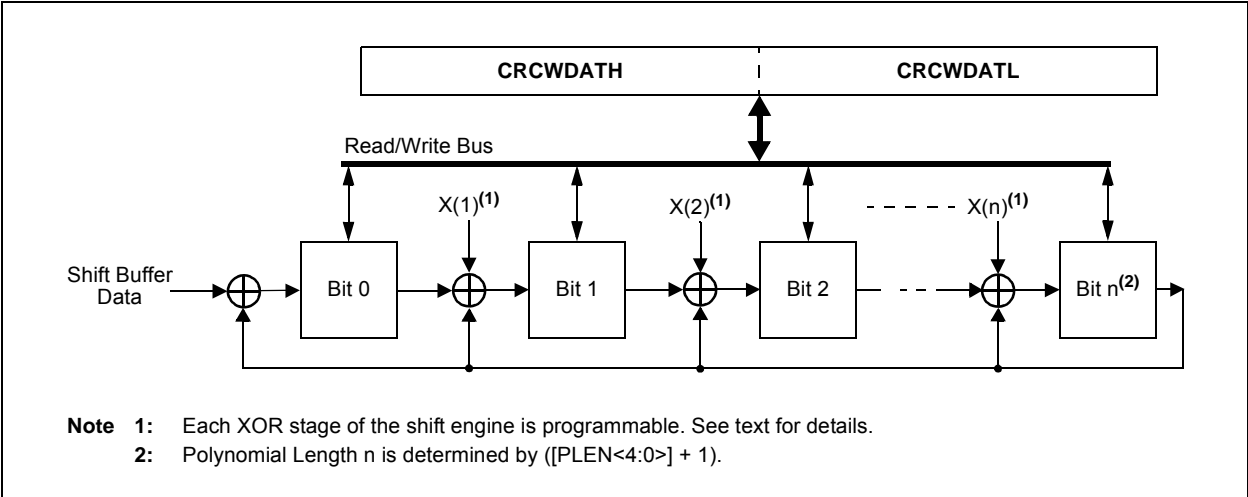 CRCWDATH CRCWDATL
Read/Write Bus
X(1)(1) X(2)(1) X(n)(1)
Shift Buffer
Data
Bit 0 Bit 1 Bit 2 Bit n(2)
Note 1: Each XOR stage of the shift engine is programmable. See text for details.
2: Polynomial Length n is determined by ([PLEN<4:0>] + 1).